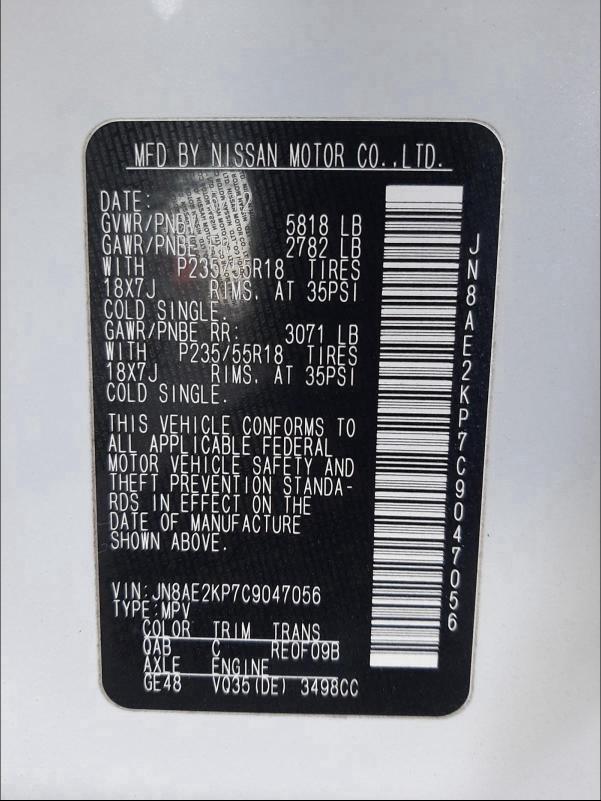 MFD BY NISSAN MOTOR CO.,LTD.
DATE:
GVWR/PNBV 5818 LB
GAWR/PNBE 2782 LB
WITH P235/55R18 TIRES
18X7J RIMS. AT 35PSI
COLD SINGLE.
GAWR/PNBE RR: 3071 LB
WITH P235/55R18 TIRES
18X7J RIMS. AT 35PSI
COLD SINGLE.
THIS VEHICLE CONFORMS TO
ALL APPLICABLE FEDERAL
MOTOR VEHICLE SAFETY AND
THEFT PREVENTION STANDA-
RDS IN EFFECT ON THE
DATE OF MANUFACTURE
SHOWN ABOVE.
VIN:JN8AE2KP7C9047056
TYPE:MPV
COLOR TRIM TRANS
QAB C RE0F09B
AXLE ENGINE
GE48 VQ35(DE) 3498CC
JN8AE2KP7C9047056